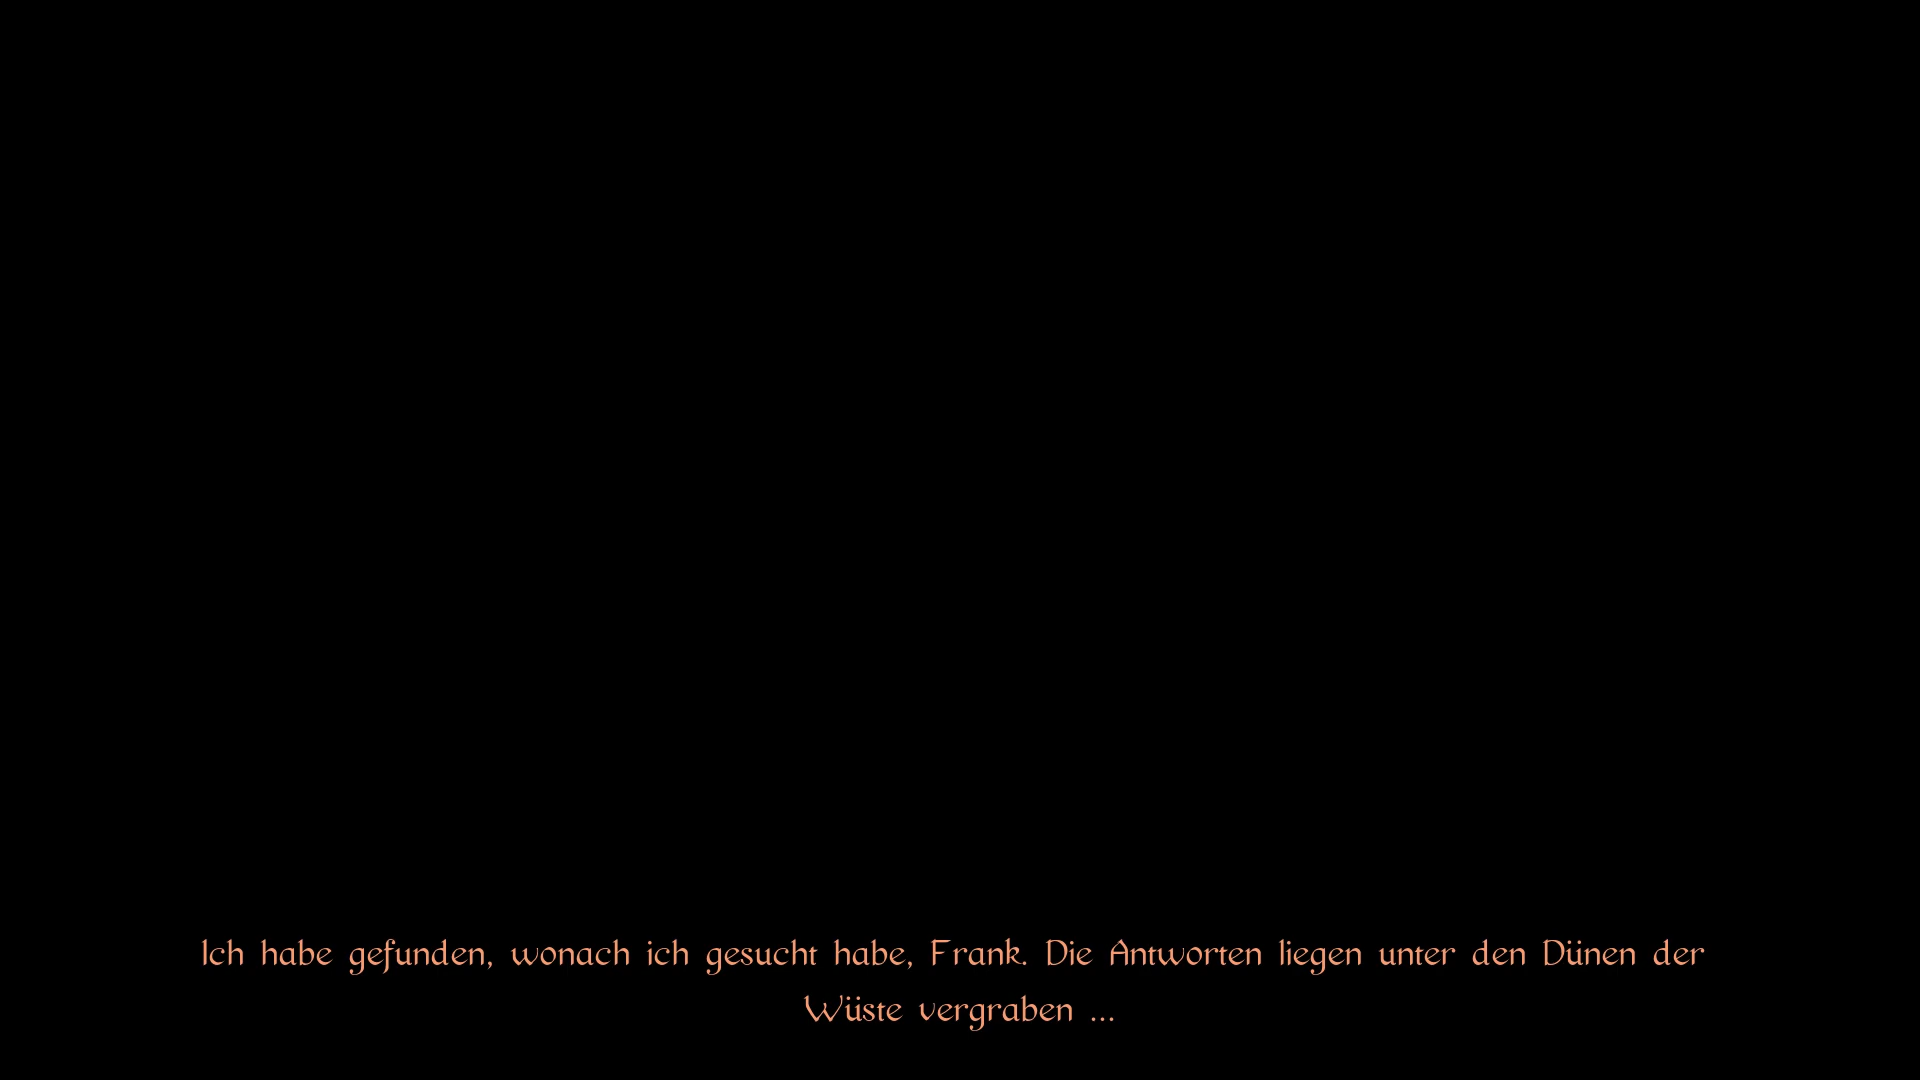 Ich habe gefunden, wonach ich gesucht habe, Frank. Die Antworten liegen unter den Dünen der
Wüste vergraben ...